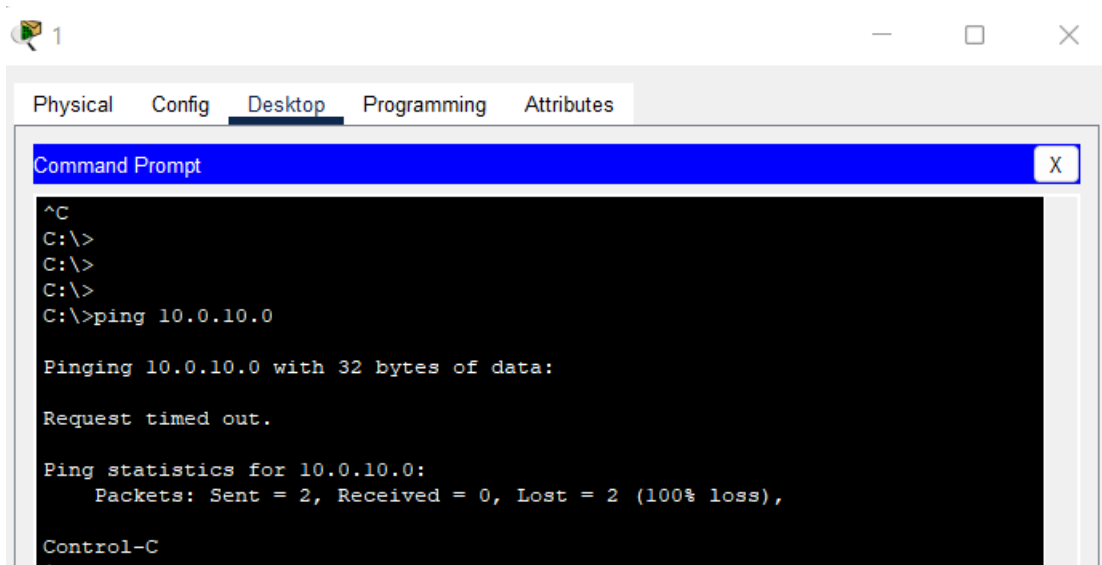 1
Physical Config Desktop Programming Attributes
Command Prompt
X
^C
C:\>
C:\>
C:\>
C:\>ping 10.0.10.0
Pinging 10.0.10.0 with 32 bytes of data:
Request timed out.
Ping statistics for 10.0.10.0:
Packets: Sent = 2, Received = 0, Lost = 2 (100% loss),
Control-C